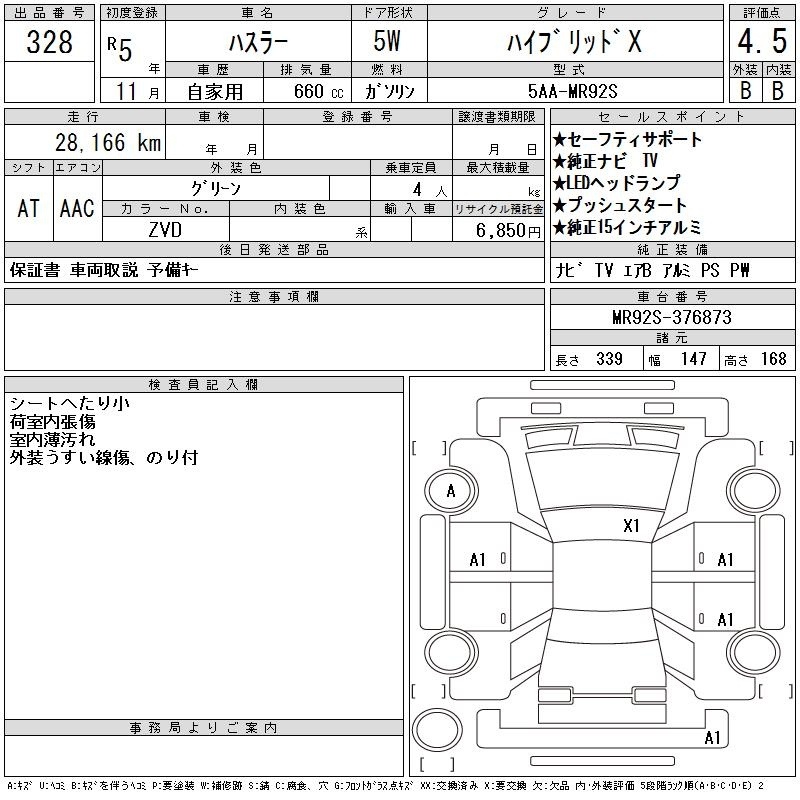 出品番号 初度登録 車名 ドア形状 グレード 評価点
328 R5年 ハスラー 5W ハイブリッドX 4.5
車歴 排気量 燃料 型式 外装 内装
11月 自家用 660cc ガソリン 5AA-MR92S B B
走行 車検 登録番号 譲渡書類期限 セールスポイント
28,166 km 年 月 月 日
★セーフティサポート
★純正ナビ TV
★LEDヘッドランプ
★プッシュスタート
★純正15インチアルミ
シフト エアコン 外装色 乗車定員 最大積載量
AT AAC グリーン 4人 kg
カラーNo. 内装色 輸入車 リサイクル預託金
ZVD 系 6,850円
後日発送部品 純正装備
保証書 車両取説 予備キー
ナビ TV エアB アルミ PS PW
注意事項欄 車台番号
MR92S-376873
諸元
長さ 339 幅 147 高さ 168
検査員記入欄
シートへたり小
荷室内張傷
室内薄汚れ
外装うすい線傷、のり付
A
X1
A1 A1
A1
A1
事務局よりご案内
A:キズ U:ヘコミ B:キズを伴うヘコミ P:要塗装 W:補修跡 S:錆 C:腐食、穴 G:フロントガラス点キズ XX:交換済み X:要交換 欠:欠品 内・外装評価 5段階ランク順(A・B・C・D・E) 2